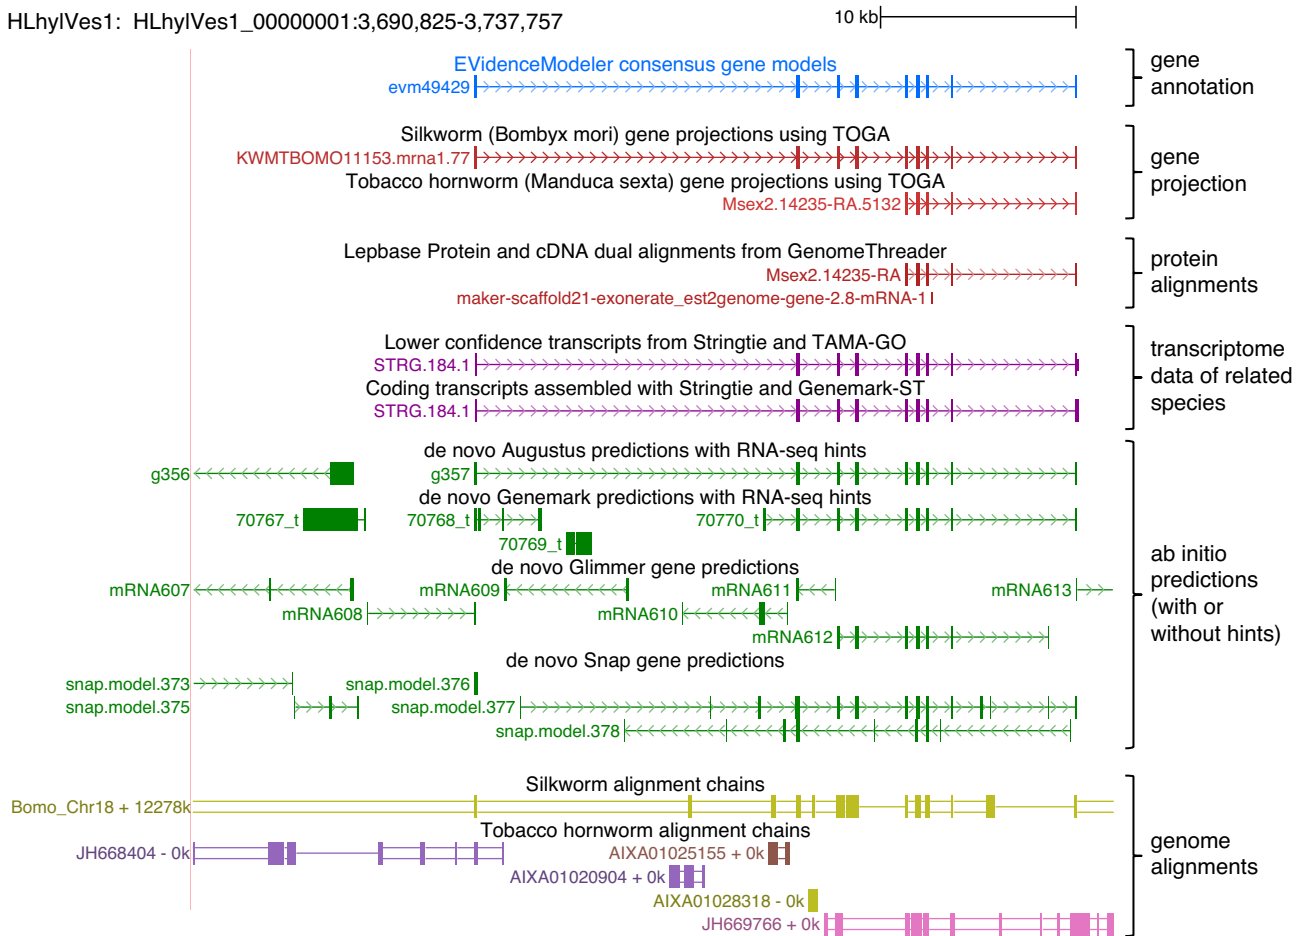 HLhylVes1: HLhylVes1_00000001:3,690,825-3,737,757
10 kb
EVidenceModeler consensus gene models
evm49429
gene
annotation
Silkworm (Bombyx mori) gene projections using TOGA
KWMTBOMO11153.mrna1.77
Tobacco hornworm (Manduca sexta) gene projections using TOGA
Msex2.14235-RA.5132
gene
projection
Lepbase Protein and cDNA dual alignments from GenomeThreader
Msex2.14235-RA
maker-scaffold21-exonerate_est2genome-gene-2.8-mRNA-1
protein
alignments
Lower confidence transcripts from Stringtie and TAMA-GO
STRG.184.1
Coding transcripts assembled with Stringtie and Genemark-ST
STRG.184.1
transcriptome
data of related
species
de novo Augustus predictions with RNA-seq hints
g356
g357
de novo Genemark predictions with RNA-seq hints
70767_t
70768_t
70770_t
70769_t
de novo Glimmer gene predictions
mRNA607
mRNA609
mRNA611
mRNA613
mRNA608
mRNA610
mRNA612
de novo Snap gene predictions
snap.model.373
snap.model.376
snap.model.375
snap.model.377
snap.model.378
ab initio
predictions
(with or
without hints)
Silkworm alignment chains
Bomo_Chr18 + 12278k
Tobacco hornworm alignment chains
JH668404 - 0k
AIXA01025155 + 0k
AIXA01020904 + 0k
AIXA01028318 - 0k
JH669766 + 0k
genome
alignments